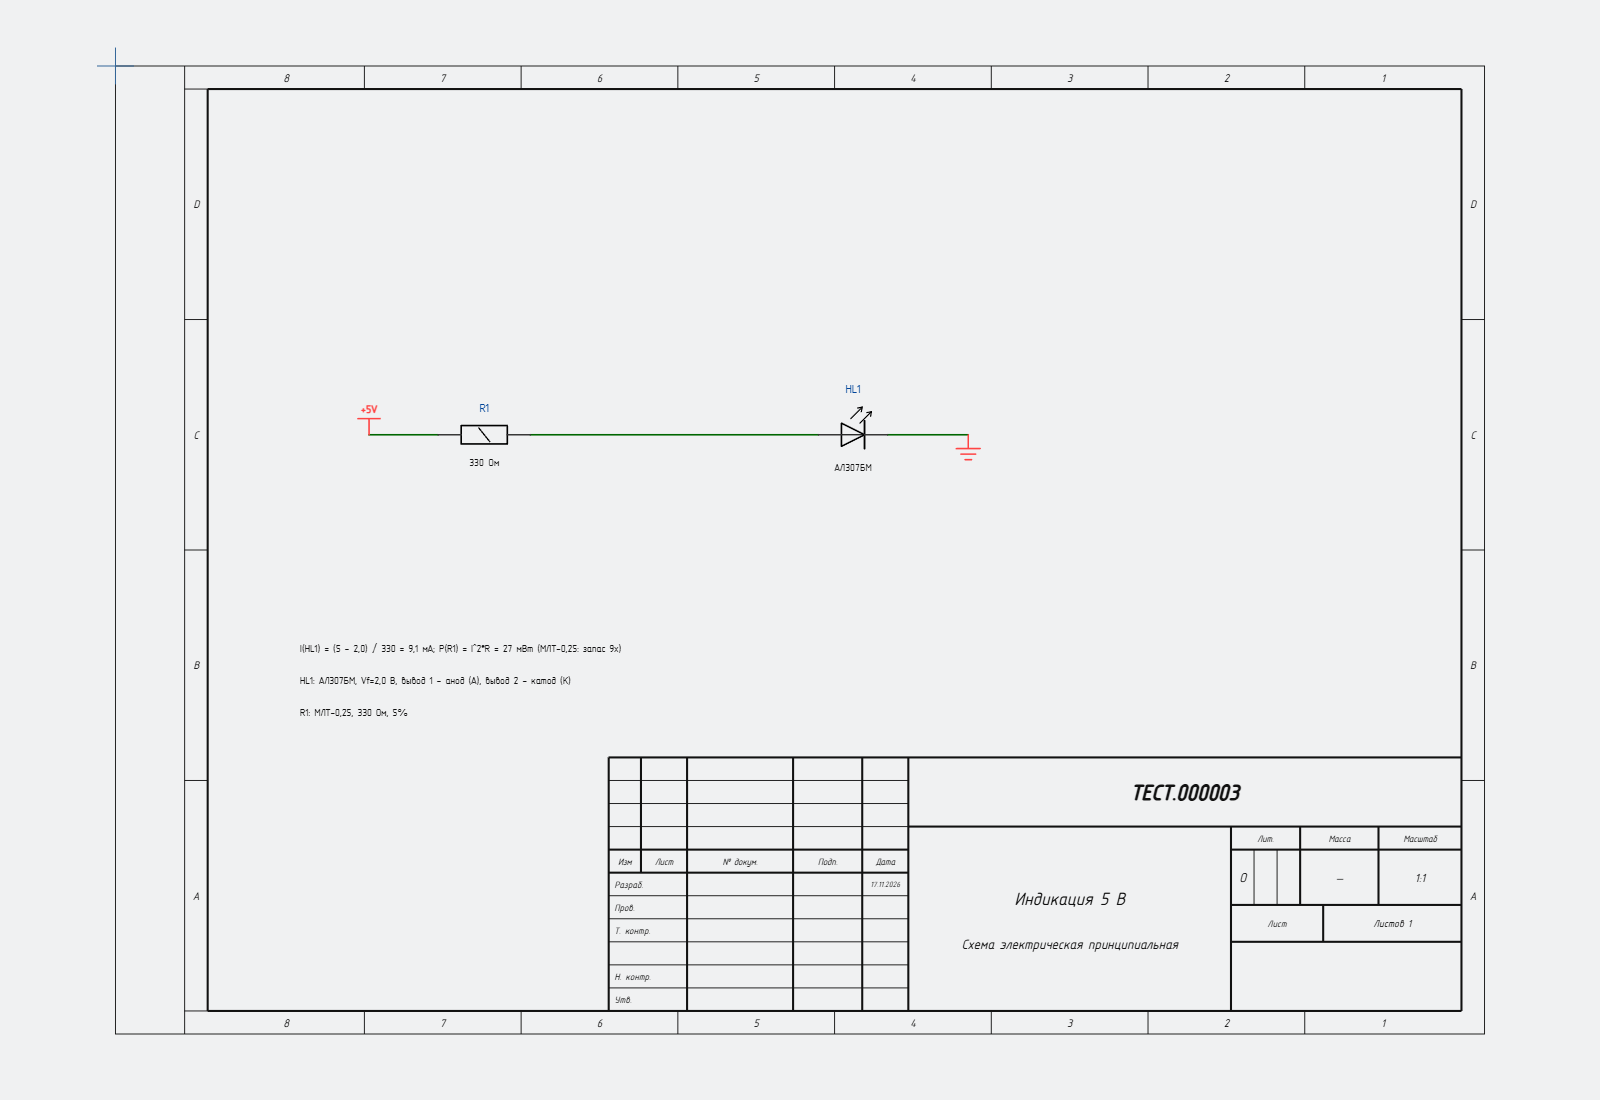 8 7 6 5 4 3 2 1
D D
+5V
R1
HL1
C C
330 Ом
АЛ307БМ
I(HL1) = (5 - 2,0) / 330 = 9,1 мА; P(R1) = I^2*R = 27 мВт (МЛТ-0,25: запас 9x)
B B
HL1: АЛ307БМ, Vf=2,0 В, вывод 1 - анод (А), вывод 2 - катод (К)
R1: МЛТ-0,25, 330 Ом, 5%
ТЕСТ.000003
Лит. Масса Масштаб
Изм Лист № докум. Подп. Дата
О – 1:1
Разраб. 17.11.2026
A A
Индикация 5 В
Пров.
Лист Листов 1
Т. контр.
Схема электрическая принципиальная
Н. контр.
Утв.
8 7 6 5 4 3 2 1